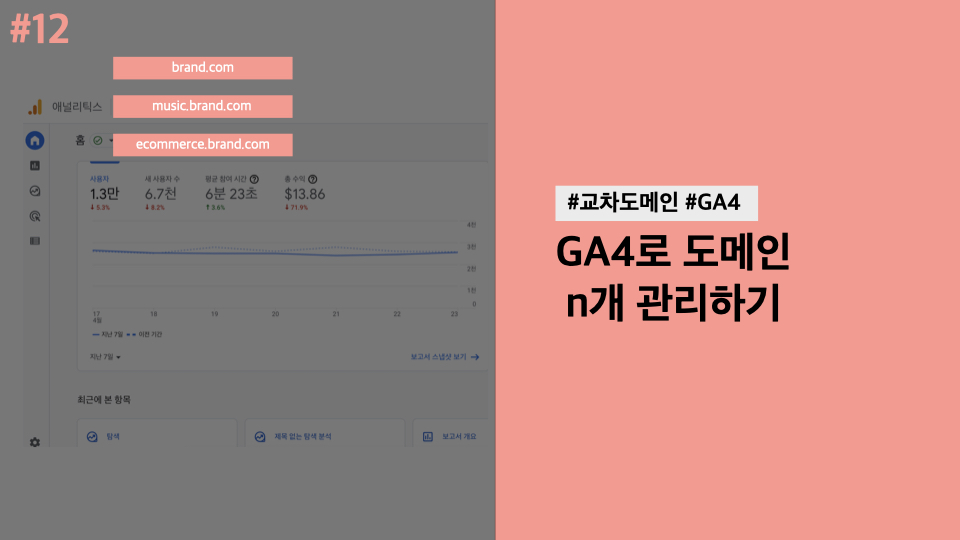 #12
brand.com
music.brand.com
ecommerce.brand.com
애널리틱스
홈
사용자
1.3만
↓ 5.3%
새 사용자 수
6.7천
↓ 8.2%
평균 참여 시간
6분 23초
↑ 3.6%
총 수익
$13.86
↓ 71.9%
4천
3천
2천
1천
0
17
4월
18
19
20
21
22
23
지난 7일
이전 기간
지난 7일
보고서 스냅샷 보기 →
최근에 본 항목
탐색
제목 없는 탐색 분석
보고서 개요
#교차도메인 #GA4
GA4로 도메인
n개 관리하기